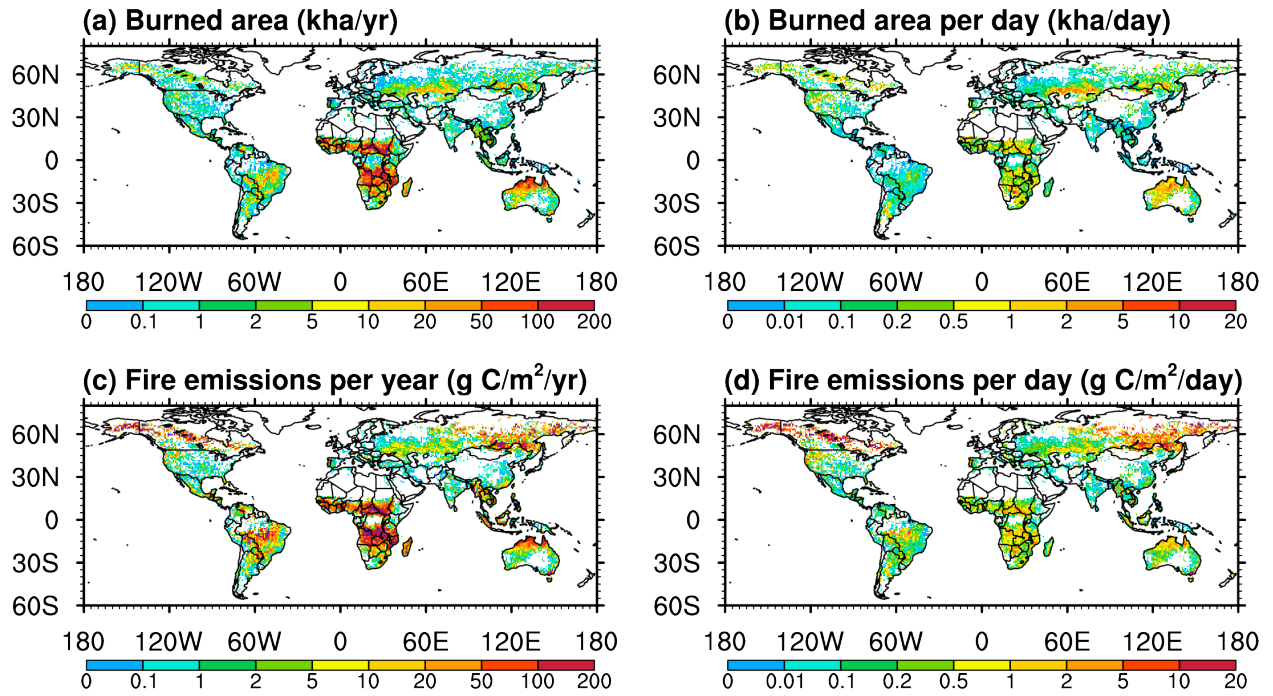 (a) Burned area (kha/yr)
(b) Burned area per day (kha/day)
60N
30N
0
30S
60S
180 120W 60W 0 60E 120E 180
0 0.1 1 2 5 10 20 50 100 200
60N
30N
0
30S
60S
180 120W 60W 0 60E 120E 180
0 0.01 0.1 0.2 0.5 1 2 5 10 20
(c) Fire emissions per year (g C/m²/yr)
(d) Fire emissions per day (g C/m²/day)
60N
30N
0
30S
60S
180 120W 60W 0 60E 120E 180
0 0.1 1 2 5 10 20 50 100 200
60N
30N
0
30S
60S
180 120W 60W 0 60E 120E 180
0 0.01 0.1 0.2 0.5 1 2 5 10 20